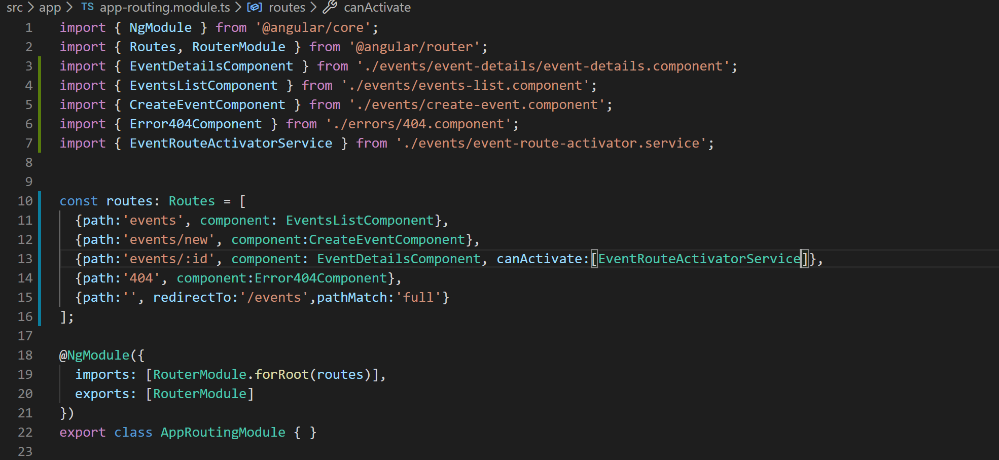 src > app > TS app-routing.module.ts > routes > canActivate
1 import { NgModule } from '@angular/core';
2 import { Routes, RouterModule } from '@angular/router';
3 import { EventDetailsComponent } from './events/event-details/event-details.component';
4 import { EventsListComponent } from './events/events-list.component';
5 import { CreateEventComponent } from './events/create-event.component';
6 import { Error404Component } from './errors/404.component';
7 import { EventRouteActivatorService } from './events/event-route-activator.service';
8
9
10 const routes: Routes = [
11   {path:'events', component: EventsListComponent},
12   {path:'events/new', component:CreateEventComponent},
13   {path:'events/:id', component: EventDetailsComponent, canActivate:[EventRouteActivatorService]},
14   {path:'404', component:Error404Component},
15   {path:'', redirectTo:'/events',pathMatch:'full'}
16 ];
17
18 @NgModule({
19   imports: [RouterModule.forRoot(routes)],
20   exports: [RouterModule]
21 })
22 export class AppRoutingModule { }
23